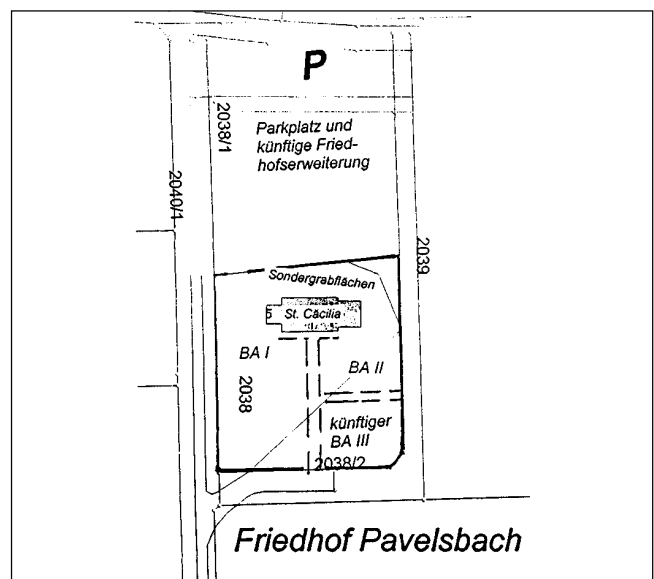 P
2038/1
Parkplatz und
künftige Fried-
hofserweiterung
2040/1
2039
Sondergrabflächen
5
St. Cäcilia
BA I
BA II
2038
künftiger
BA III
2038/2
Friedhof Pavelsbach